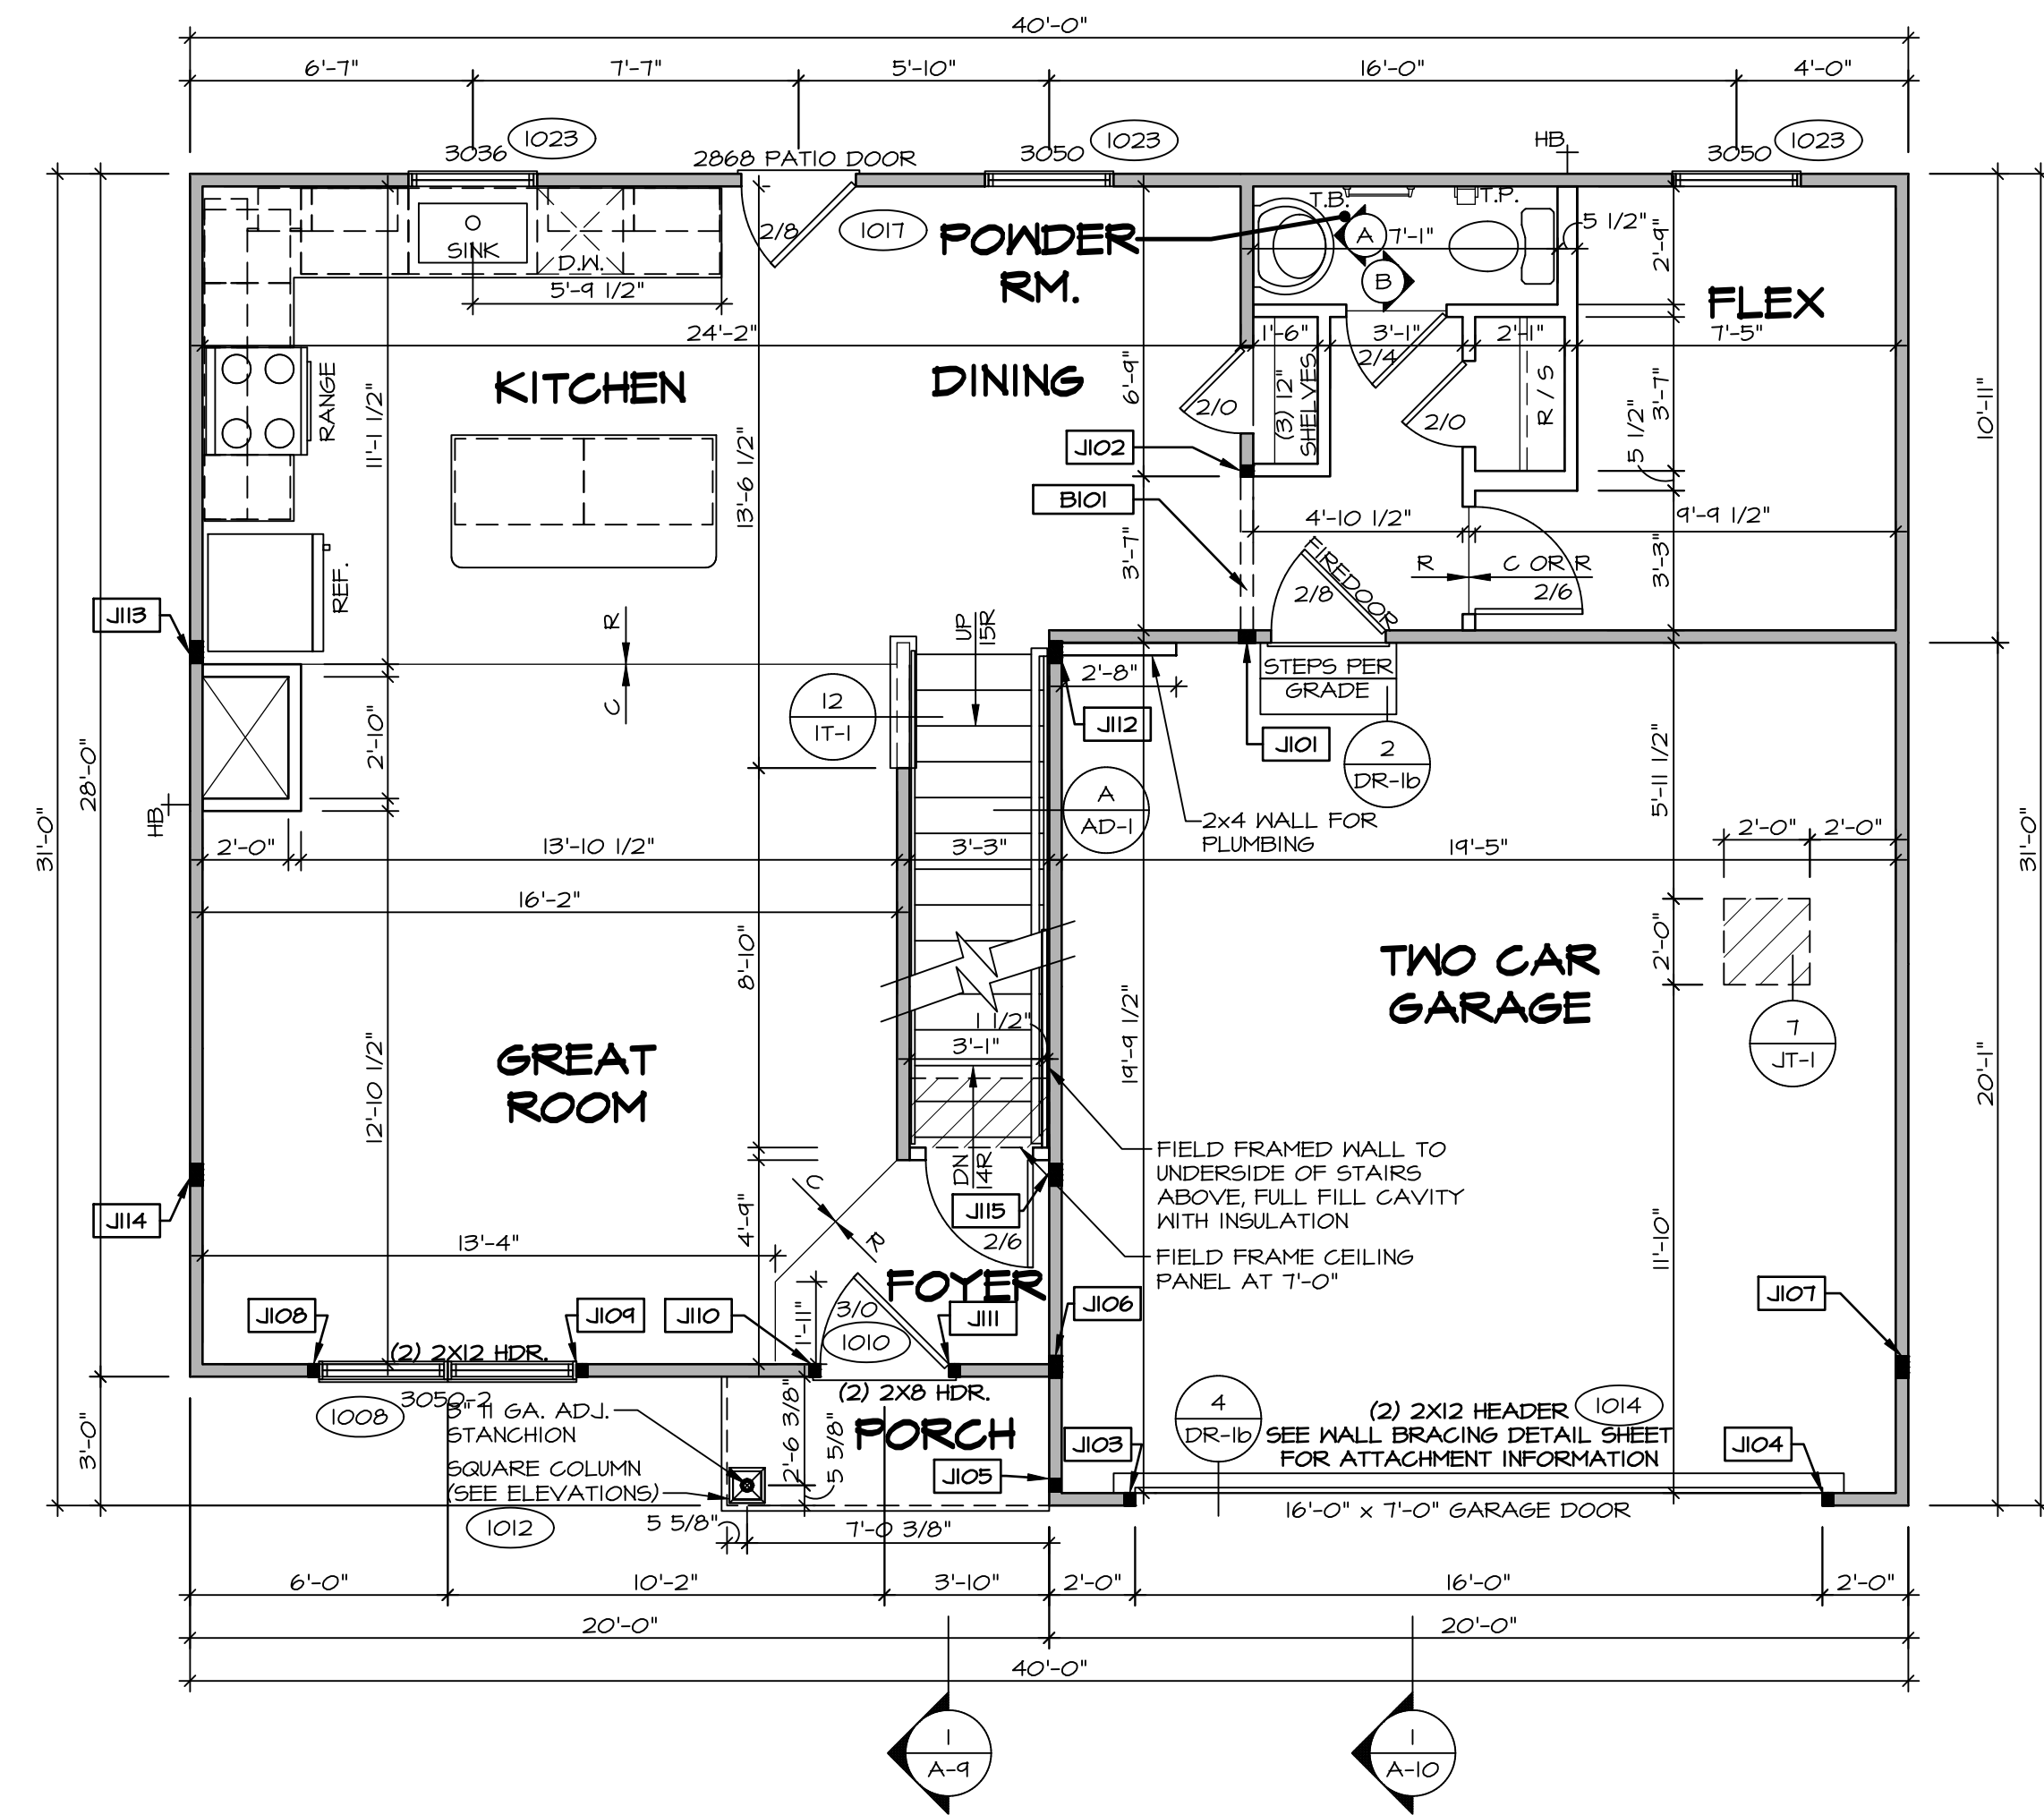 40'-0"
6'-7" 7'-7" 5'-10" 16'-0" 4'-0"
3036 1023 2868 PATIO DOOR 3050 1023 HB 3050 1023
2/8 1017
SINK
D.W.
5'-9 1/2"
POWDER
RM.
T.B. T.P.
A 7'-1" 5 1/2"
B
2'-9"
FLEX
24'-2" 1'-6" 3'-1" 2'-1" 7'-5"
2/4
RANGE
11'-1 1/2"
KITCHEN
DINING
6'-9"
2/0
(3) 12"
SHELVES
2/0
R / S
5 1/2"
3'-7"
10'-11"
13'-6 1/2"
J102
B101
3'-7"
4'-10 1/2" 9'-9 1/2"
FIREDOOR
2/8
R C OR R
2/6
3'-3"
REF.
J113
R
C
UP
15R
12
IT-1
2'-8"
J112
STEPS PER
GRADE
J101
2
DR-1b
2'-10"
HB
28'-0"
31'-0"
A
AD-1
2x4 WALL FOR
PLUMBING
5'-11 1/2"
2'-0" 2'-0"
31'-0"
2'-0" 13'-10 1/2" 3'-3" 19'-5"
16'-2"
8'-10"
TWO CAR
GARAGE
2'-0"
7
JT-1
20'-1"
1 1/2"
3'-1"
19'-9 1/2"
GREAT
ROOM
12'-10 1/2"
DN
14R
FIELD FRAMED WALL TO
UNDERSIDE OF STAIRS
ABOVE, FULL FILL CAVITY
WITH INSULATION
FIELD FRAME CEILING
PANEL AT 7'-0"
J114
C
R
4'-9"
J115
2/6
11'-10"
13'-4"
FOYER
J108 J109 J110 J111 J106 J107
1'-11"
3/0
1010
(2) 2X12 HDR.
3050-2
1008
(2) 2X8 HDR.
3" 11 GA. ADJ.
STANCHION
SQUARE COLUMN
(SEE ELEVATIONS)
1012
2'-6 3/8"
5 5/8"
PORCH
J105
J103
4
DR-1b
(2) 2X12 HEADER 1014
SEE WALL BRACING DETAIL SHEET
FOR ATTACHMENT INFORMATION
J104
16'-0" x 7'-0" GARAGE DOOR
3'-0"
5 5/8" 7'-0 3/8"
6'-0" 10'-2" 3'-10" 2'-0" 16'-0" 2'-0"
20'-0" 20'-0"
40'-0"
1
A-9
1
A-10